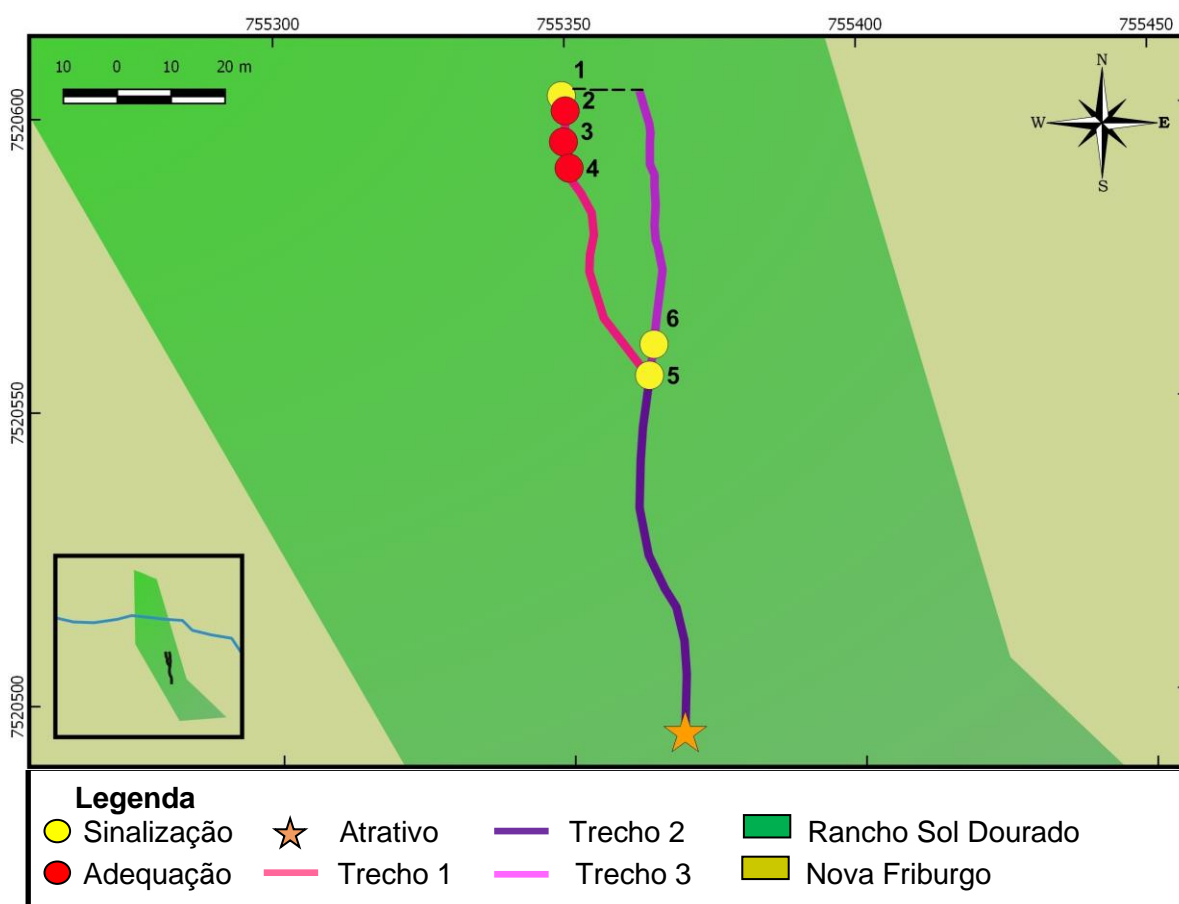 755300 755350 755400 755450
10 0 10 20 m
1
2
3
4
6
5
N
W E
S
7520600
7520550
7520500
Legenda
Sinalização Atrativo Trecho 2 Rancho Sol Dourado
Adequação Trecho 1 Trecho 3 Nova Friburgo